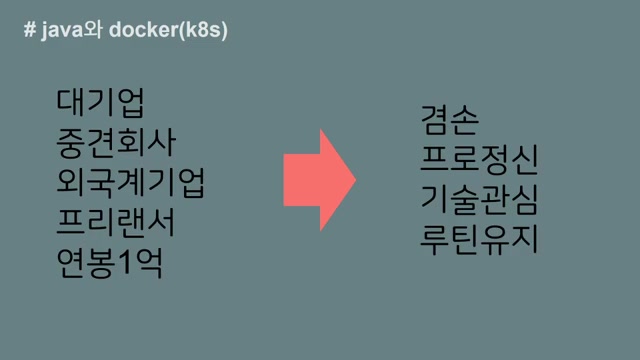 # java와 docker(k8s)
대기업
중견회사
외국계기업
프리랜서
연봉1억
겸손
프로정신
기술관심
루틴유지